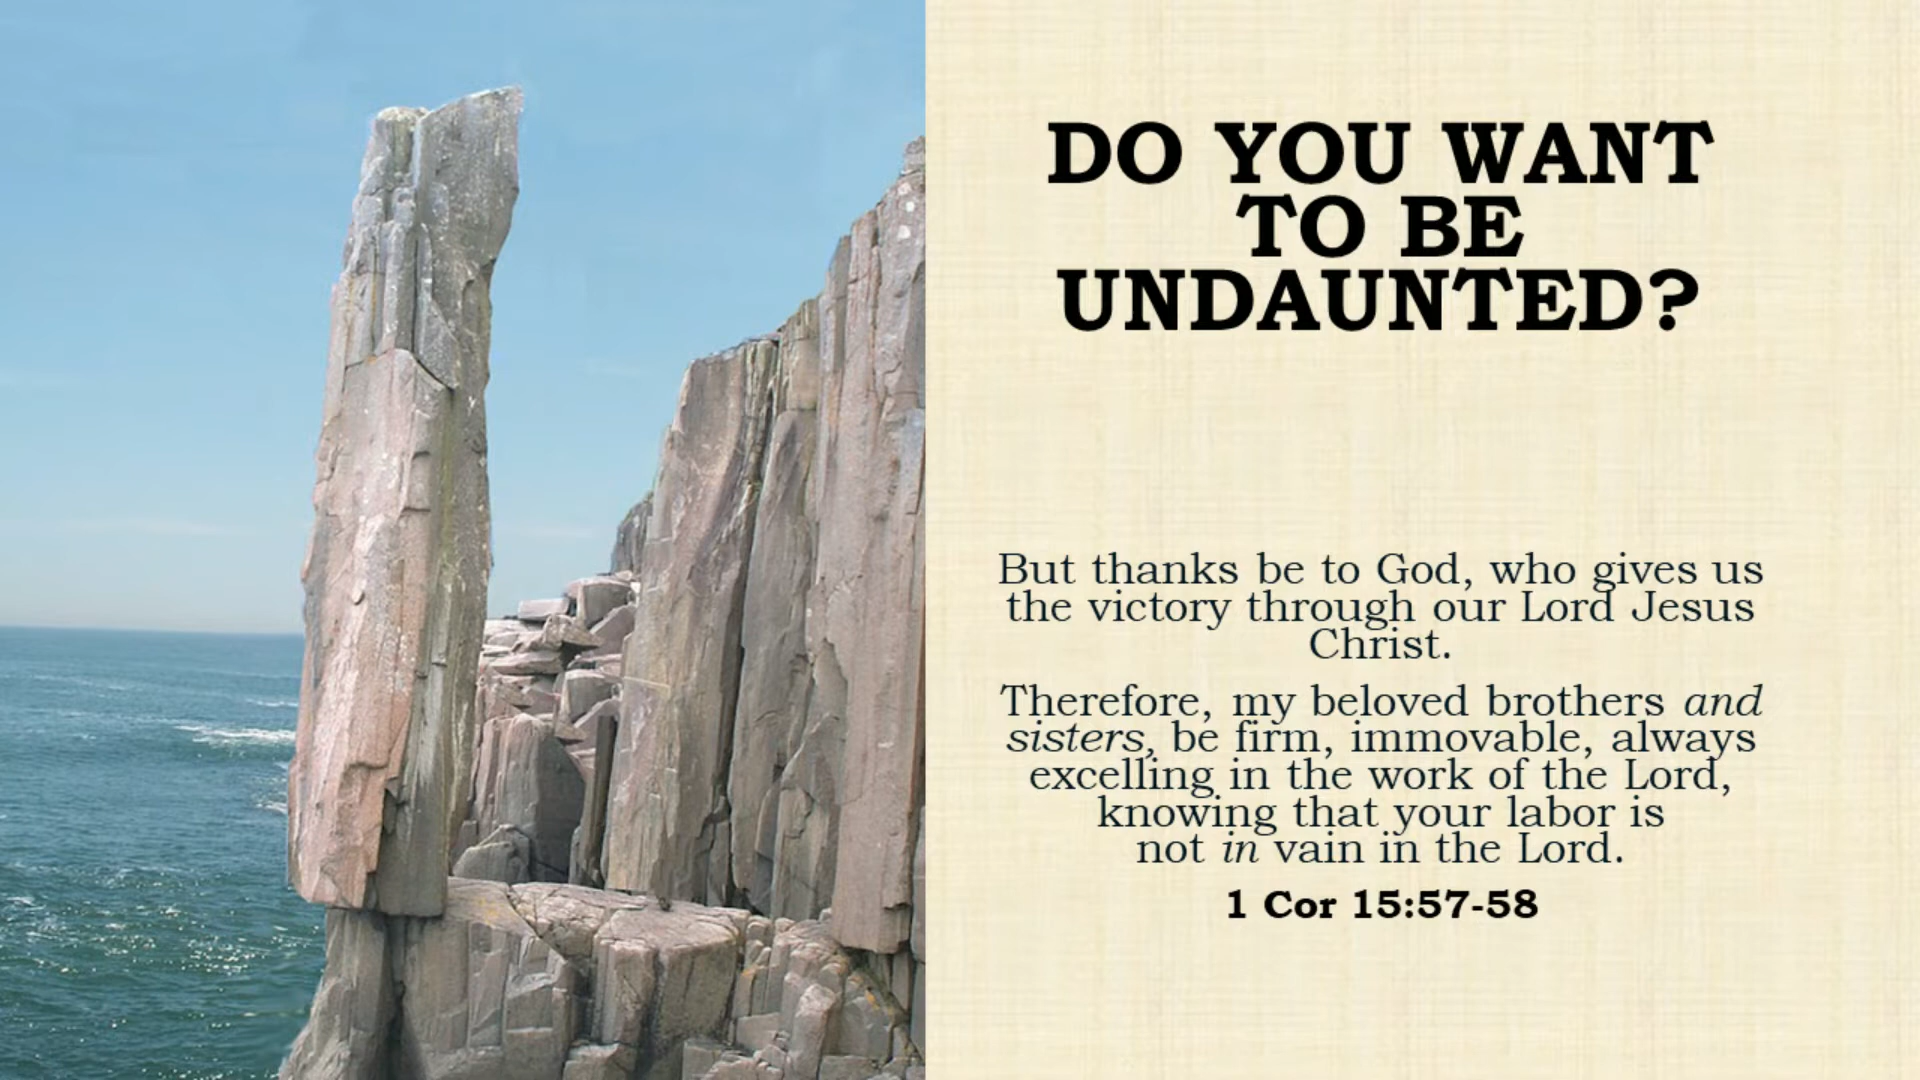 DO YOU WANT
TO BE
UNDAUNTED?
But thanks be to God, who gives us
the victory through our Lord Jesus
Christ.
Therefore, my beloved brothers and
sisters, be firm, immovable, always
excelling in the work of the Lord,
knowing that your labor is
not in vain in the Lord.
1 Cor 15:57-58